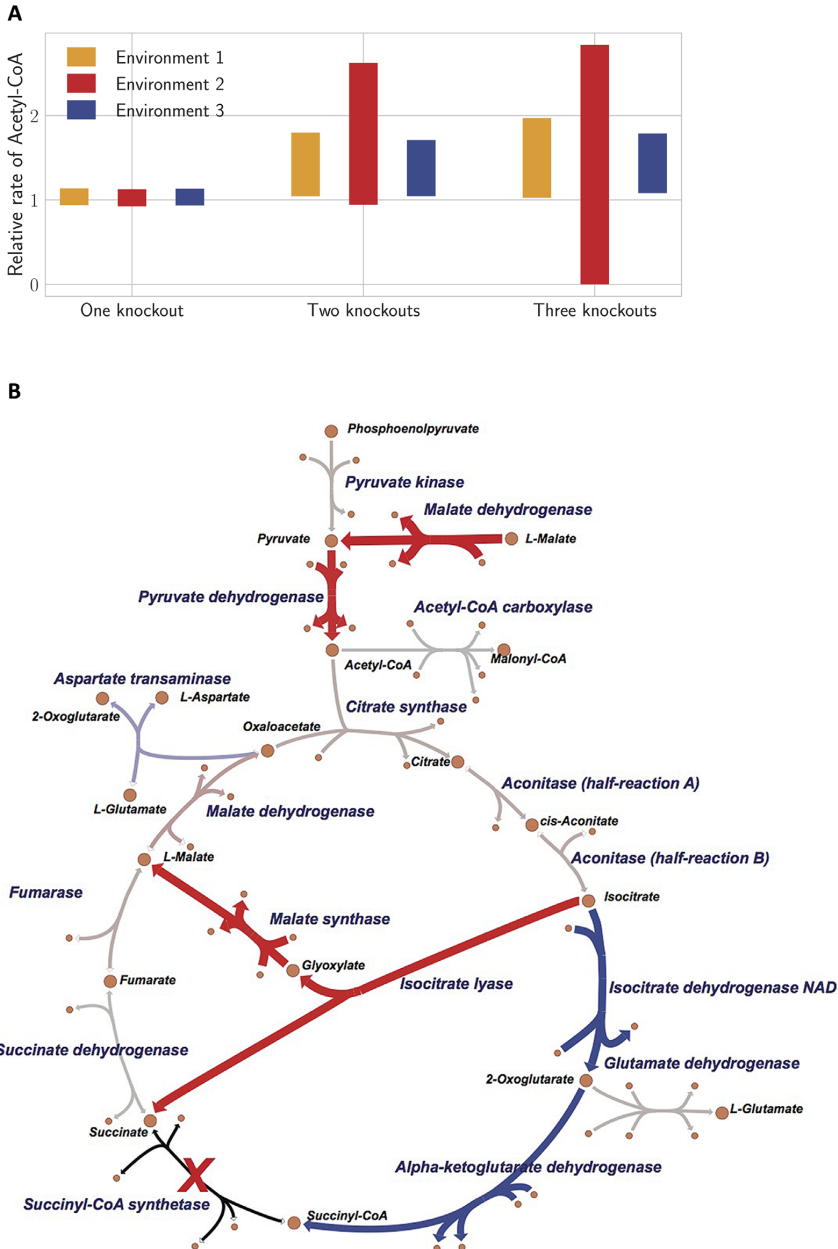 A
Relative rate of Acetyl-CoA
Environment 1
Environment 2
Environment 3
2
1
0
One knockout
Two knockouts
Three knockouts
B
Phosphoenolpyruvate
Pyruvate kinase
Malate dehydrogenase
Pyruvate
L-Malate
Pyruvate dehydrogenase
Acetyl-CoA carboxylase
Acetyl-CoA
Malonyl-CoA
Aspartate transaminase
L-Aspartate
2-Oxoglutarate
Citrate synthase
Oxaloacetate
Citrate
Aconitase (half-reaction A)
L-Glutamate
Malate dehydrogenase
cis-Aconitate
L-Malate
Aconitase (half-reaction B)
Fumarase
Isocitrate
Malate synthase
Glyoxylate
Fumarate
Isocitrate lyase
Isocitrate dehydrogenase NAD
Succinate dehydrogenase
Glutamate dehydrogenase
2-Oxoglutarate
L-Glutamate
Succinate
X
Alpha-ketoglutarate dehydrogenase
Succinyl-CoA synthetase
Succinyl-CoA